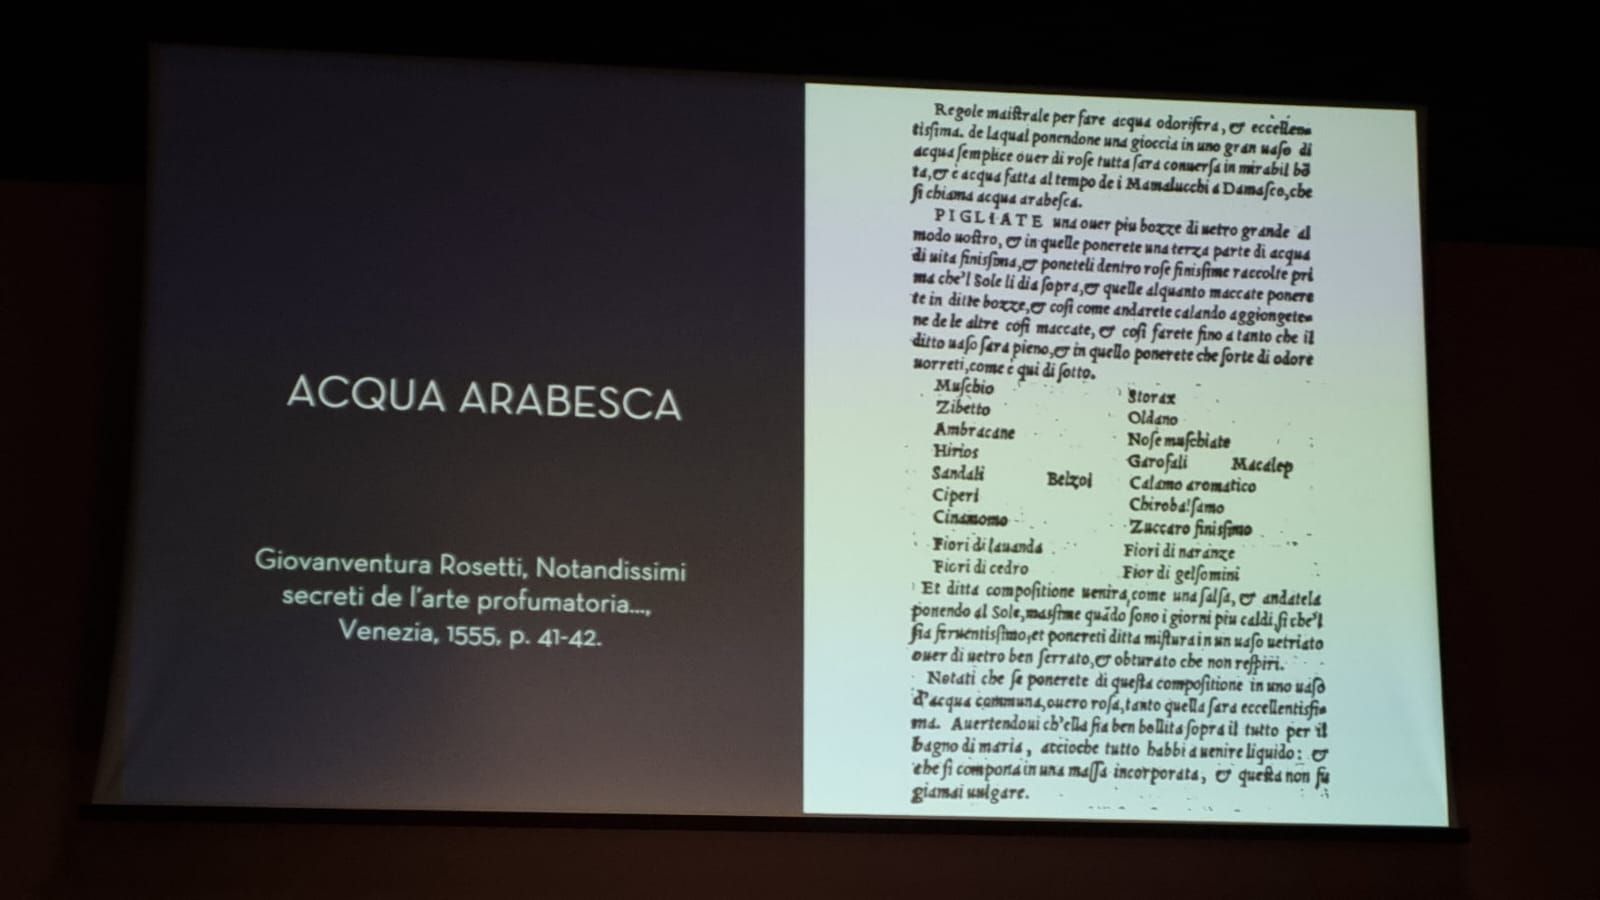 ACQUA ARABESCA
Giovanventura Rosetti, Notandissimi
secreti de l'arte profumatoria...,
Venezia, 1555, p. 41-42.
Regole maiſtrale per fare acqua odorifera, & eccellen=
tiſsima. de laqual ponendone una gioccia in uno gran uaſo di
acqua ſemplice ouer di roſe tutta ſara conuerſa in mirabil bō
ta, & è acqua fatta al tempo de i Mamalucchi a Damaſco, che
ſi chiama acqua arabeſca.
PIGLIATE una ouer piu bozze di uetro grande al
modo uoſtro, & in quelle ponerete una terza parte di acqua
di uita finiſsima, & poneteli dentro roſe finiſsime raccolte pri
ma che'l Sole li dia ſopra, & quelle alquanto maccate ponere
te in ditte bozze, & coſi come andarete calando aggiongete=
ne de le altre coſi maccate, & coſi farete fino a tanto che il
ditto uaſo ſara pieno, & in quello ponerete che ſorte di odore
uorreti, come è qui di ſotto.
Muſchio Storax
Zibetto Oldano
Ambracane Noſe muſchiate
Hirios Garofali Macalep
Sandali Belzoi Calamo aromatico
Ciperi Chirobalſamo
Cinamomo Zuccaro finiſsimo
Fiori di lauanda Fiori di naranze
Fiori di cedro Fior di gelſomini
Et ditta compoſitione uenira, come una ſalſa, & andatela
ponendo al Sole, maſsime quādo ſono i giorni piu caldi, ſi che'l
ſia feruentiſsimo, et ponereti ditta miſtura in un uaſo uetriato
ouer di uetro ben ſerrato, & obturato che non reſpiri.
Notati che ſe ponerete di queſta compoſitione in uno uaſo
d'acqua communa, ouero roſa, tanto quella ſara eccellentiſsi=
ma. Auertendoui ch'ella ſia ben bollita ſopra il tutto per il
bagno di maria, accioche tutto habbi a uenire liquido: &
che ſi componà in una maſſa incorporata, & queſta non fu
giamai uulgare.